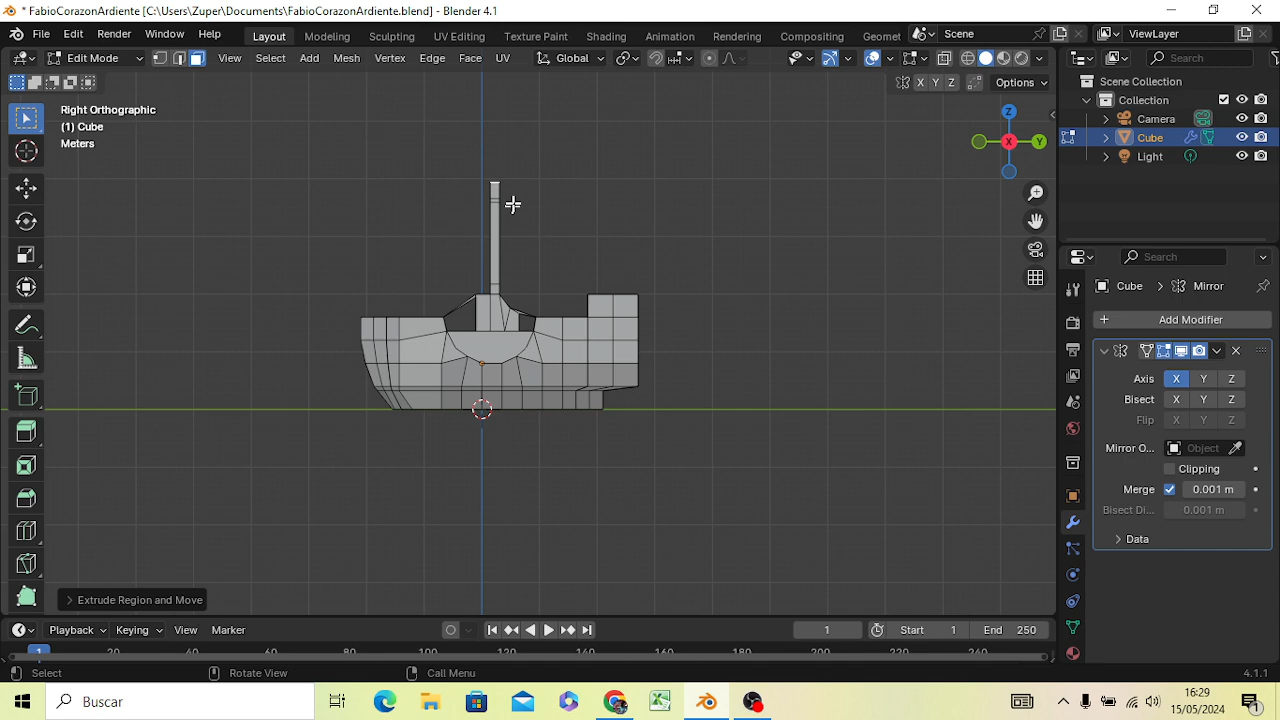 * FabioCorazonArdiente [C:\Users\Zuper\Documents\FabioCorazonArdiente.blend] - Blender 4.1
File Edit Render Window Help Layout Modeling Sculpting UV Editing Texture Paint Shading Animation Rendering Compositing Geomet Scene ViewLayer
Edit Mode View Select Add Mesh Vertex Edge Face UV Global Search
X Y Z Options
Right Orthographic
(1) Cube
Meters
Z
X
Y
Scene Collection
Collection
Camera
Cube
Light
Search
Cube > Mirror
+ Add Modifier
Axis X Y Z
Bisect X Y Z
Flip X Y Z
Mirror O... Object
Clipping
Merge 0.001 m
Bisect Di... 0.001 m
> Data
> Extrude Region and Move
Playback Keying View Marker 1 Start 1 End 250
1 20 40 60 80 100 120 140 160 180 200 220 240
Select Rotate View Call Menu 4.1.1
Buscar
16:29
15/05/2024